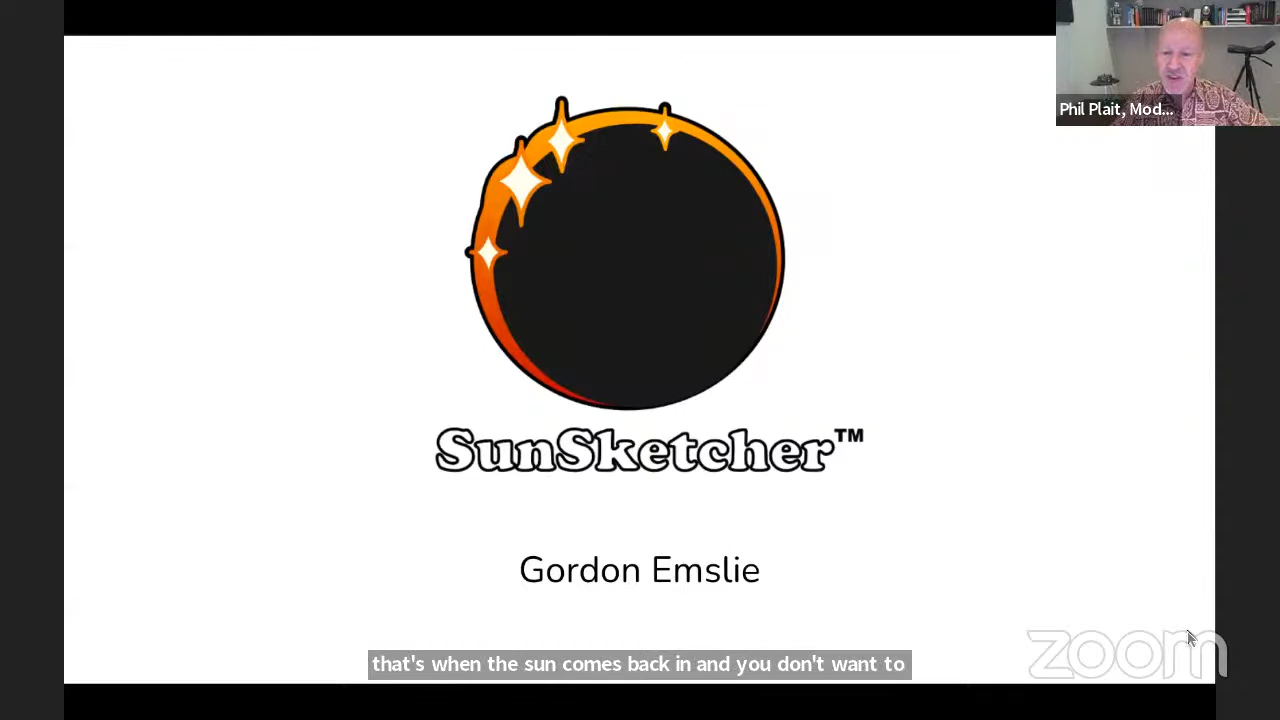 Phil Plait, Mod...
SunSketcher™
Gordon Emslie
zoom
that's when the sun comes back in and you don't want to